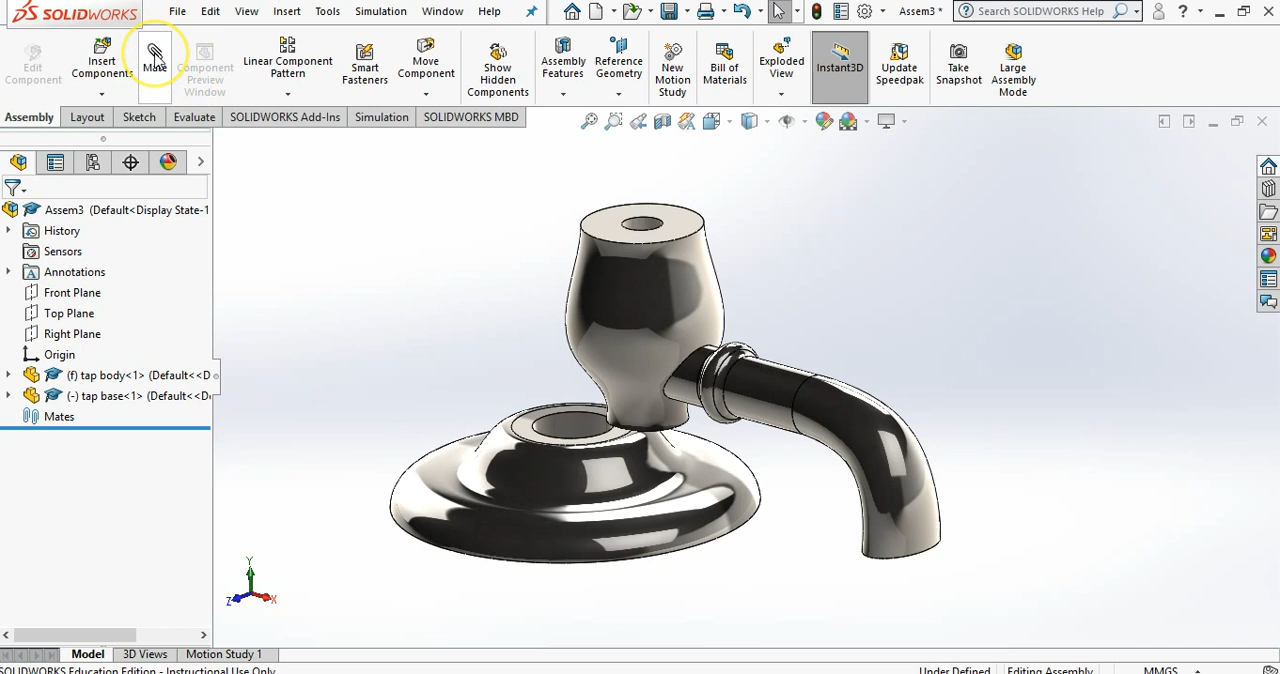 SOLIDWORKS File Edit View Insert Tools Simulation Window Help Assem3 * Search SOLIDWORKS Help ?
Edit Component
Insert Components
Mate
Component Preview Window
Linear Component Pattern
Smart Fasteners
Move Component
Show Hidden Components
Assembly Features
Reference Geometry
New Motion Study
Bill of Materials
Exploded View
Instant3D
Update Speedpak
Take Snapshot
Large Assembly Mode
Assembly Layout Sketch Evaluate SOLIDWORKS Add-Ins Simulation SOLIDWORKS MBD
Assem3 (Default<Display State-1
History
Sensors
Annotations
Front Plane
Top Plane
Right Plane
Origin
(f) tap body<1> (Default<<D
(-) tap base<1> (Default<<D
Mates
Y
Z X
Model 3D Views Motion Study 1
SOLIDWORKS Education Edition - Instructional Use Only Under Defined Editing Assembly MMGS